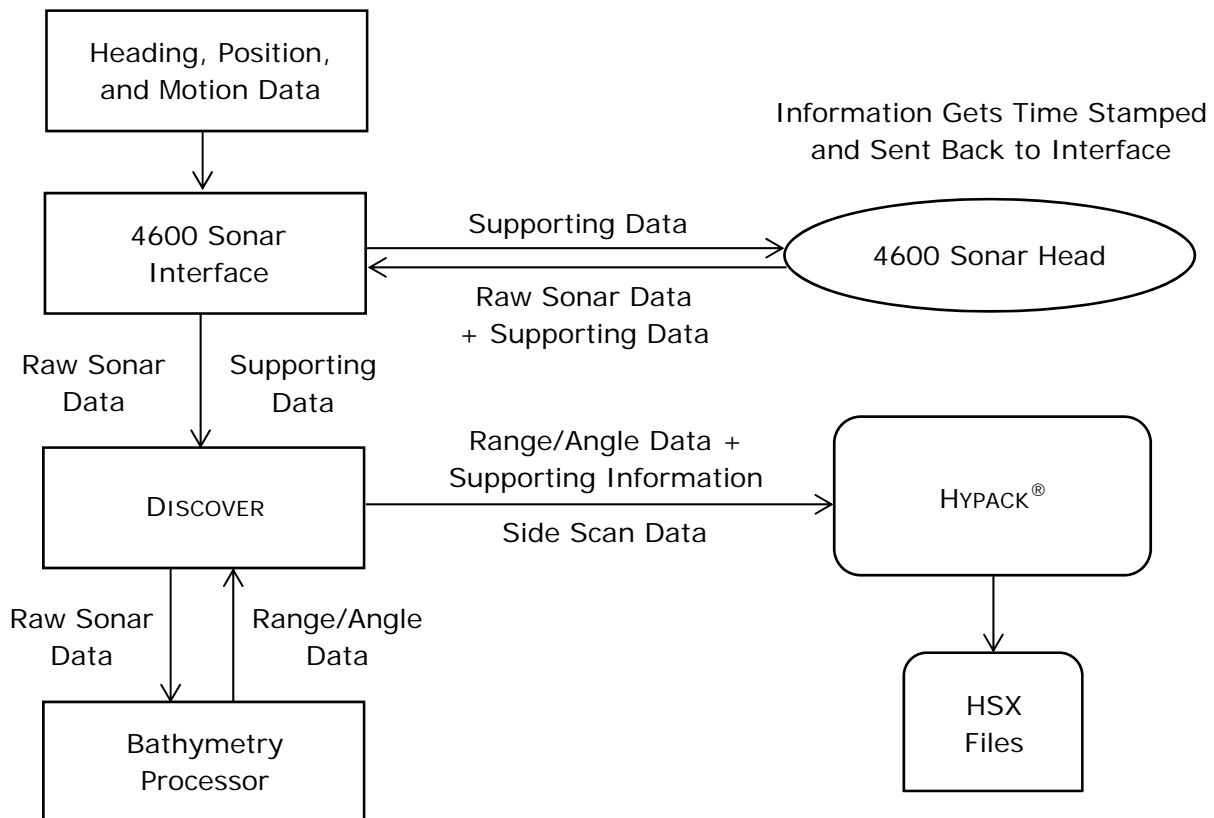 Heading, Position,
and Motion Data
Information Gets Time Stamped
and Sent Back to Interface
4600 Sonar
Interface
Supporting Data
4600 Sonar Head
Raw Sonar Data
+ Supporting Data
Raw Sonar
Data
Supporting
Data
DISCOVER
Range/Angle Data +
Supporting Information
Side Scan Data
HYPACK®
Raw Sonar
Data
Range/Angle
Data
HSX
Files
Bathymetry
Processor